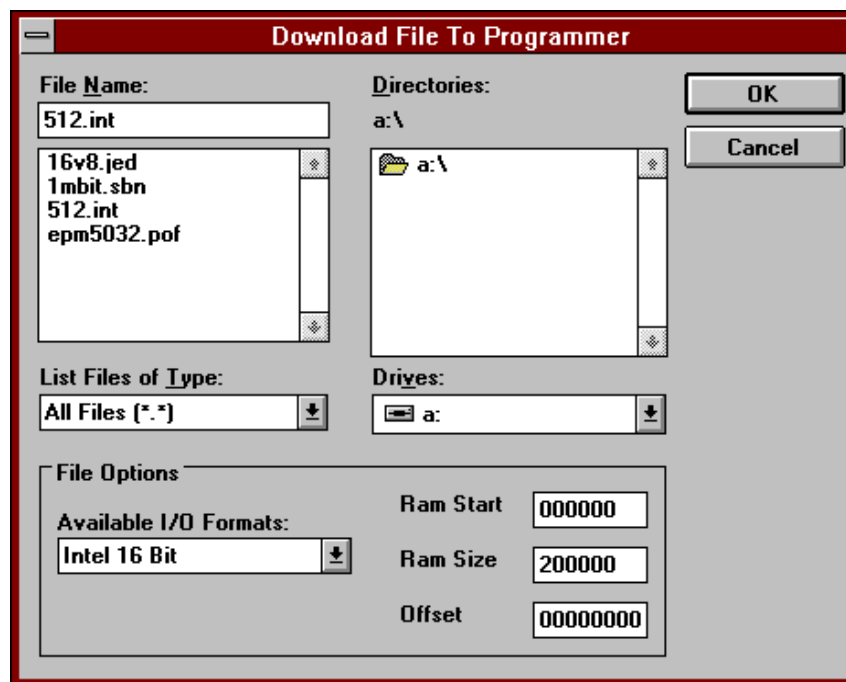 Download File To Programmer
File Name:
512.int
16v8.jed
1mbit.sbn
512.int
epm5032.pof
Directories:
a:\
a:\
OK
Cancel
List Files of Type:
All Files (*.*)
Drives:
a:
File Options
Available I/O Formats:
Intel 16 Bit
Ram Start 000000
Ram Size 200000
Offset 00000000